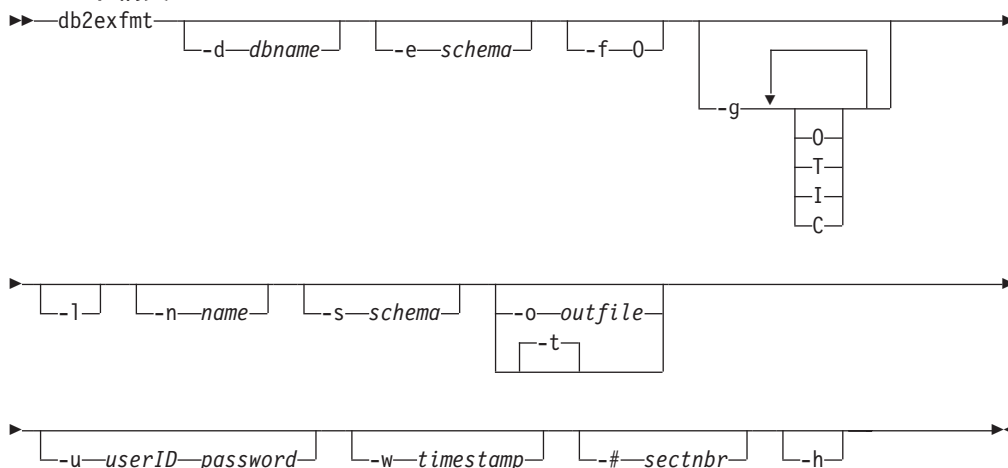 db2exfmt
-d dbname
-e schema
-f O
-g
O
T
I
C
-l
-n name
-s schema
-o outfile
-t
-u userID password
-w timestamp
-# sectnbr
-h